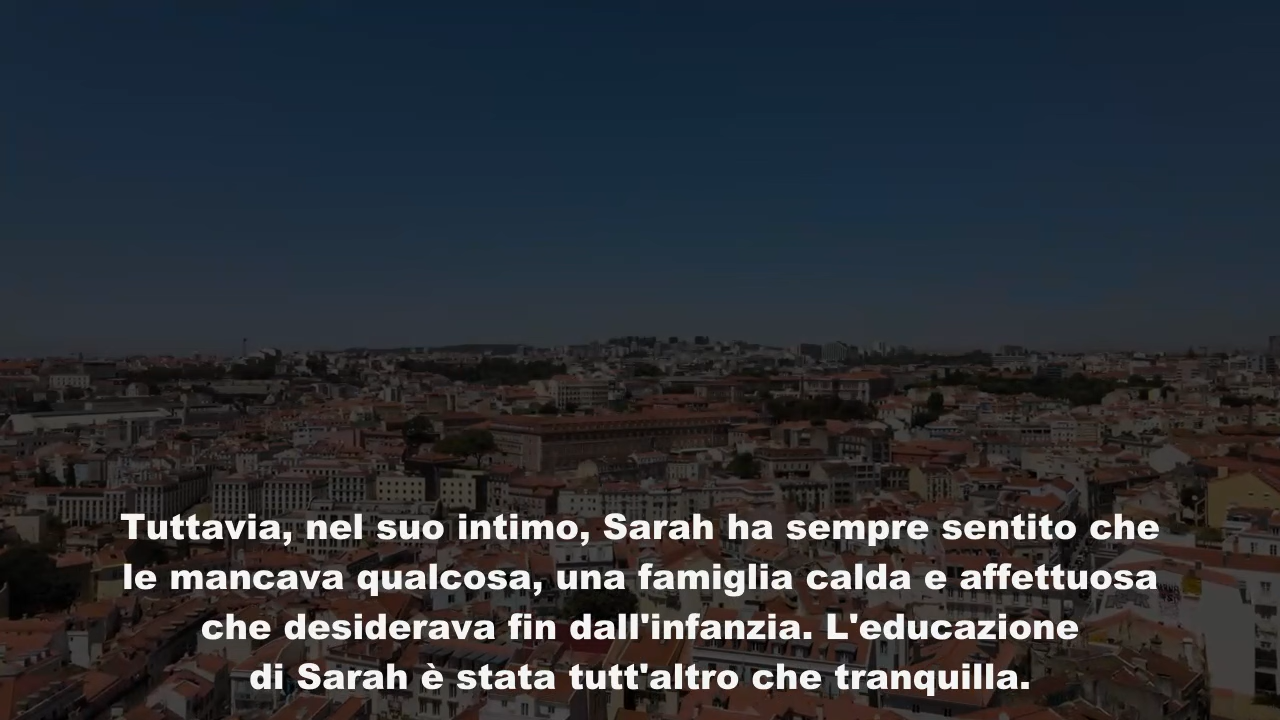 Tuttavia, nel suo intimo, Sarah ha sempre sentito che
le mancava qualcosa, una famiglia calda e affettuosa
che desiderava fin dall'infanzia. L'educazione
di Sarah è stata tutt'altro che tranquilla.